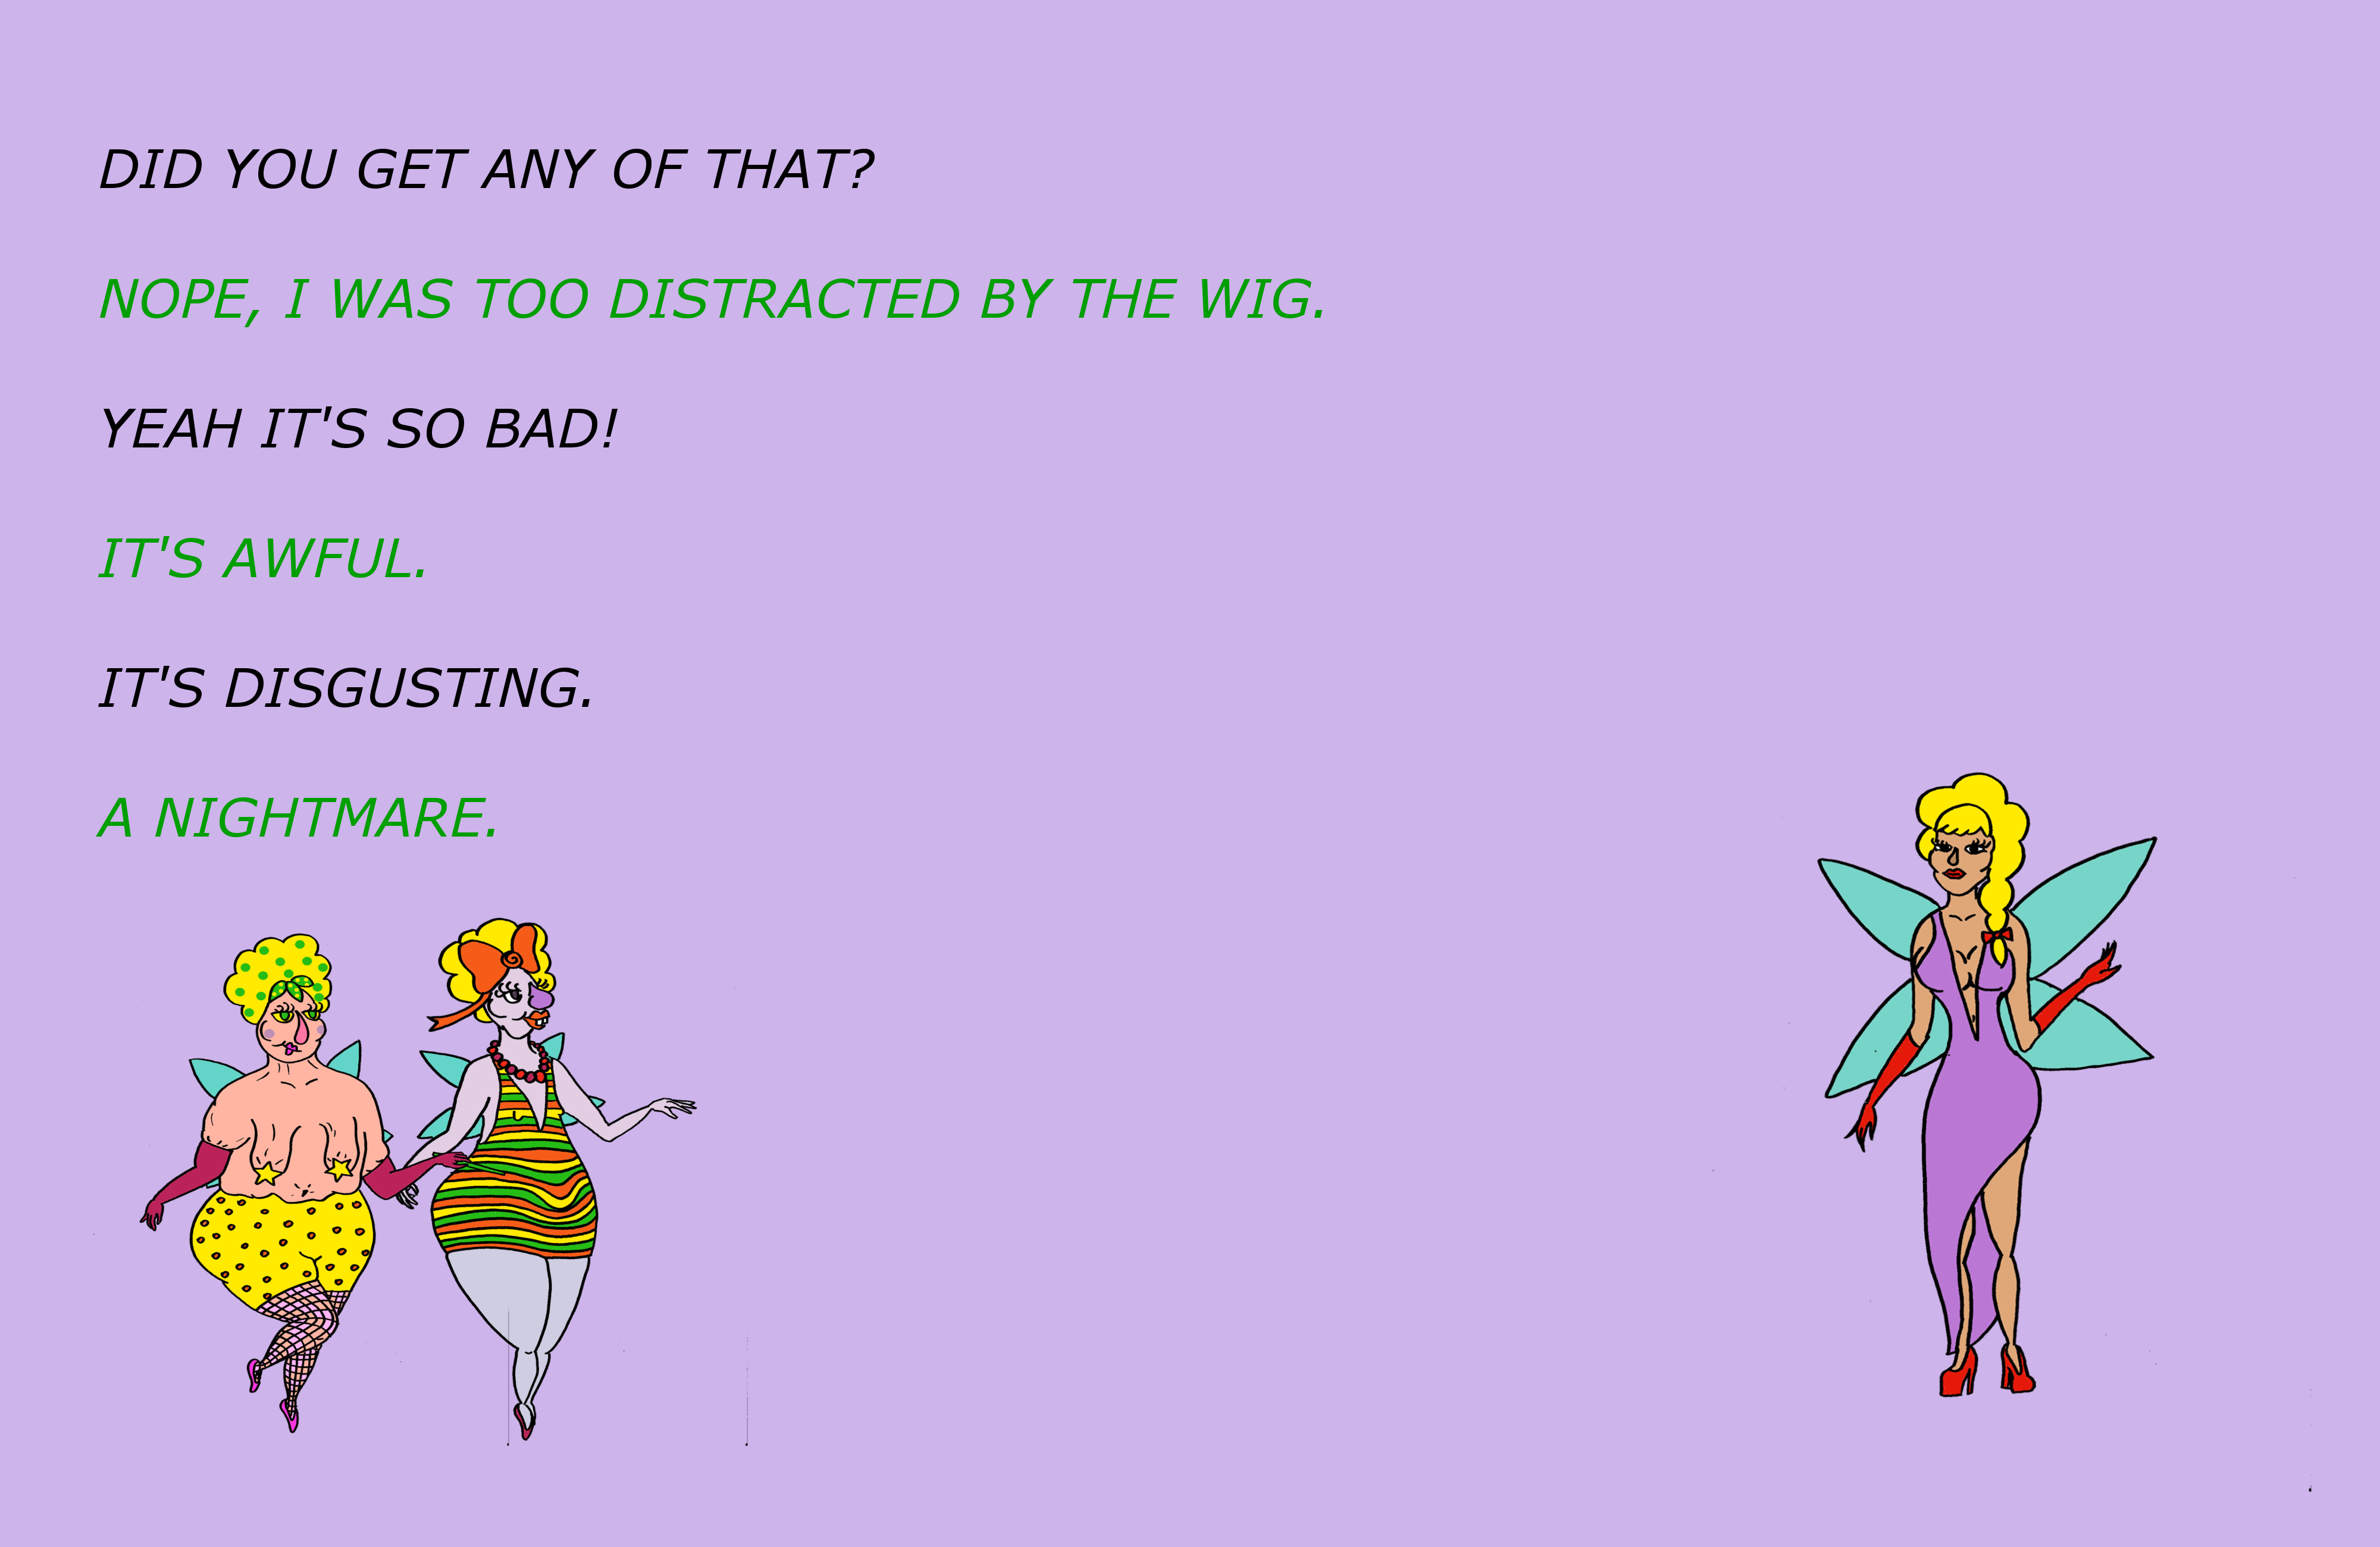 DID YOU GET ANY OF THAT?
NOPE, I WAS TOO DISTRACTED BY THE WIG.
YEAH IT'S SO BAD!
IT'S AWFUL.
IT'S DISGUSTING.
A NIGHTMARE.